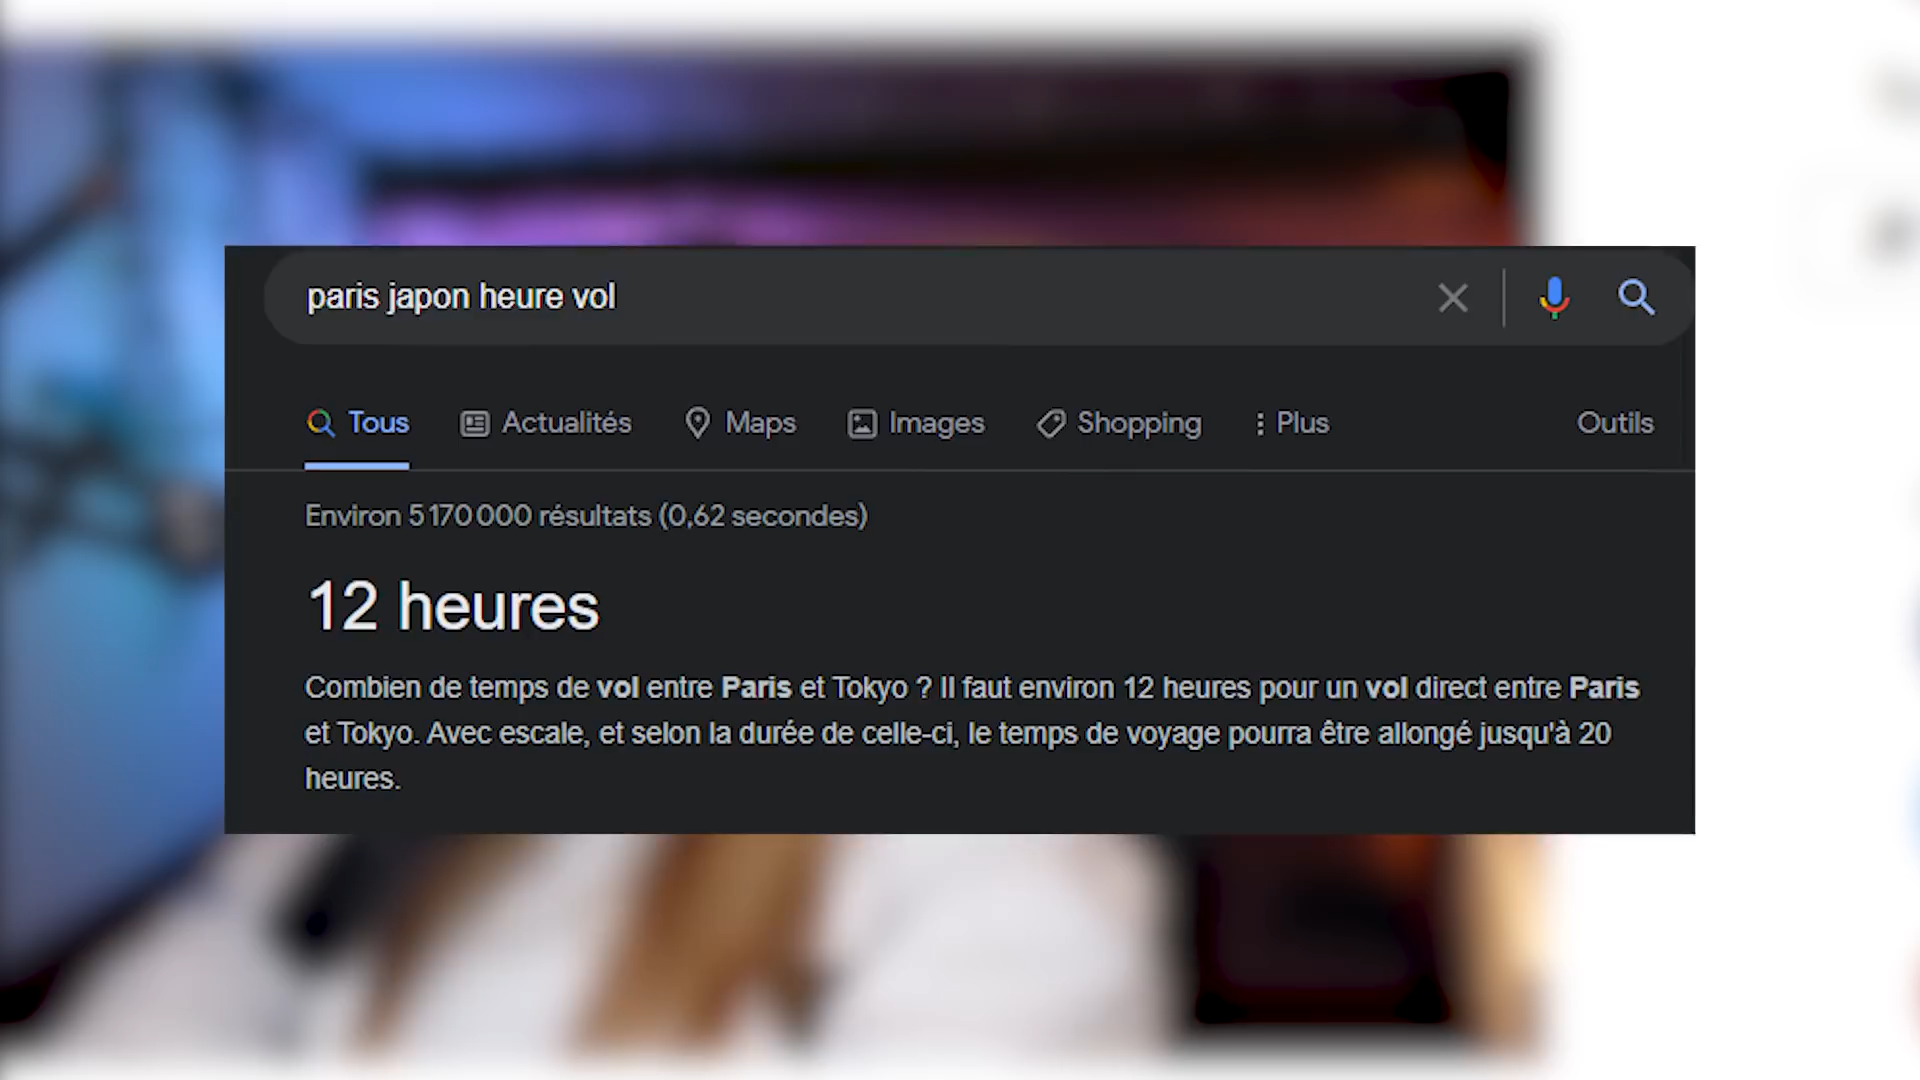 paris japon heure vol
Tous Actualités Maps Images Shopping Plus Outils
Environ 5 170 000 résultats (0,62 secondes)
12 heures
Combien de temps de vol entre Paris et Tokyo ? Il faut environ 12 heures pour un vol direct entre Paris
et Tokyo. Avec escale, et selon la durée de celle-ci, le temps de voyage pourra être allongé jusqu'à 20
heures.